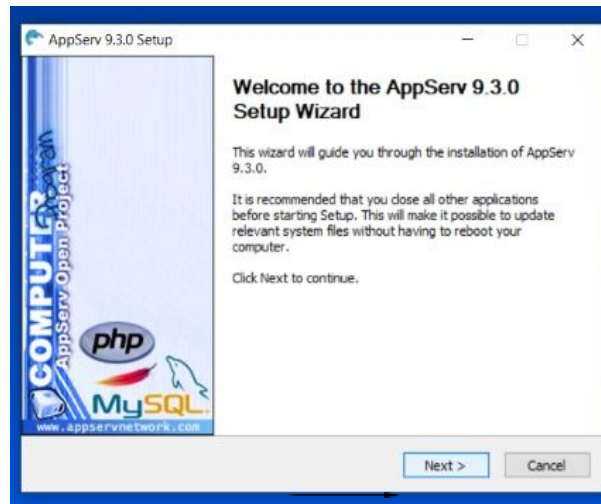 AppServ 9.3.0 Setup
Welcome to the AppServ 9.3.0
Setup Wizard
This wizard will guide you through the installation of AppServ
9.3.0.
It is recommended that you close all other applications
before starting Setup. This will make it possible to update
relevant system files without having to reboot your
computer.
Click Next to continue.
COMPUTER
Program
AppServ Open Project
php
MySQL
www.appservnetwork.com
Next >
Cancel